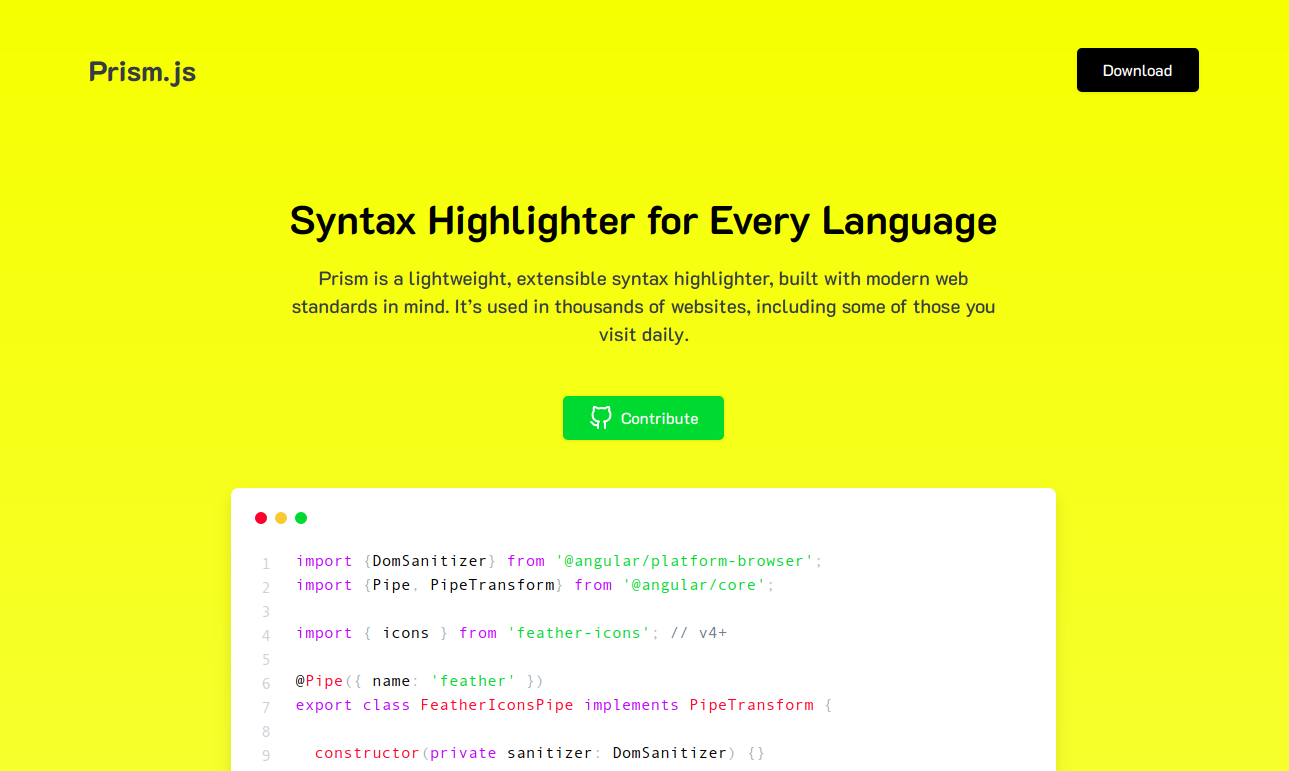 Prism.js
Download
Syntax Highlighter for Every Language
Prism is a lightweight, extensible syntax highlighter, built with modern web
standards in mind. It’s used in thousands of websites, including some of those you
visit daily.
Contribute
1 import {DomSanitizer} from '@angular/platform-browser';
2 import {Pipe, PipeTransform} from '@angular/core';
3
4 import { icons } from 'feather-icons'; // v4+
5
6 @Pipe({ name: 'feather' })
7 export class FeatherIconsPipe implements PipeTransform {
8
9   constructor(private sanitizer: DomSanitizer) {}